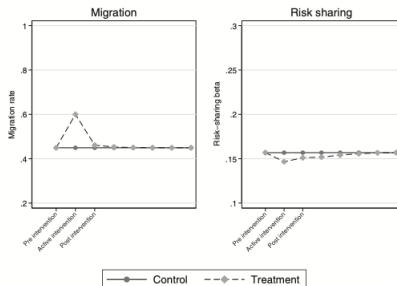 Migration
Risk sharing
Migration rate
1
.8
.6
.4
.2
Pre intervention
Active intervention
Post intervention
Risk-sharing beta
.3
.25
.2
.15
.1
Pre intervention
Active intervention
Post intervention
Control
Treatment